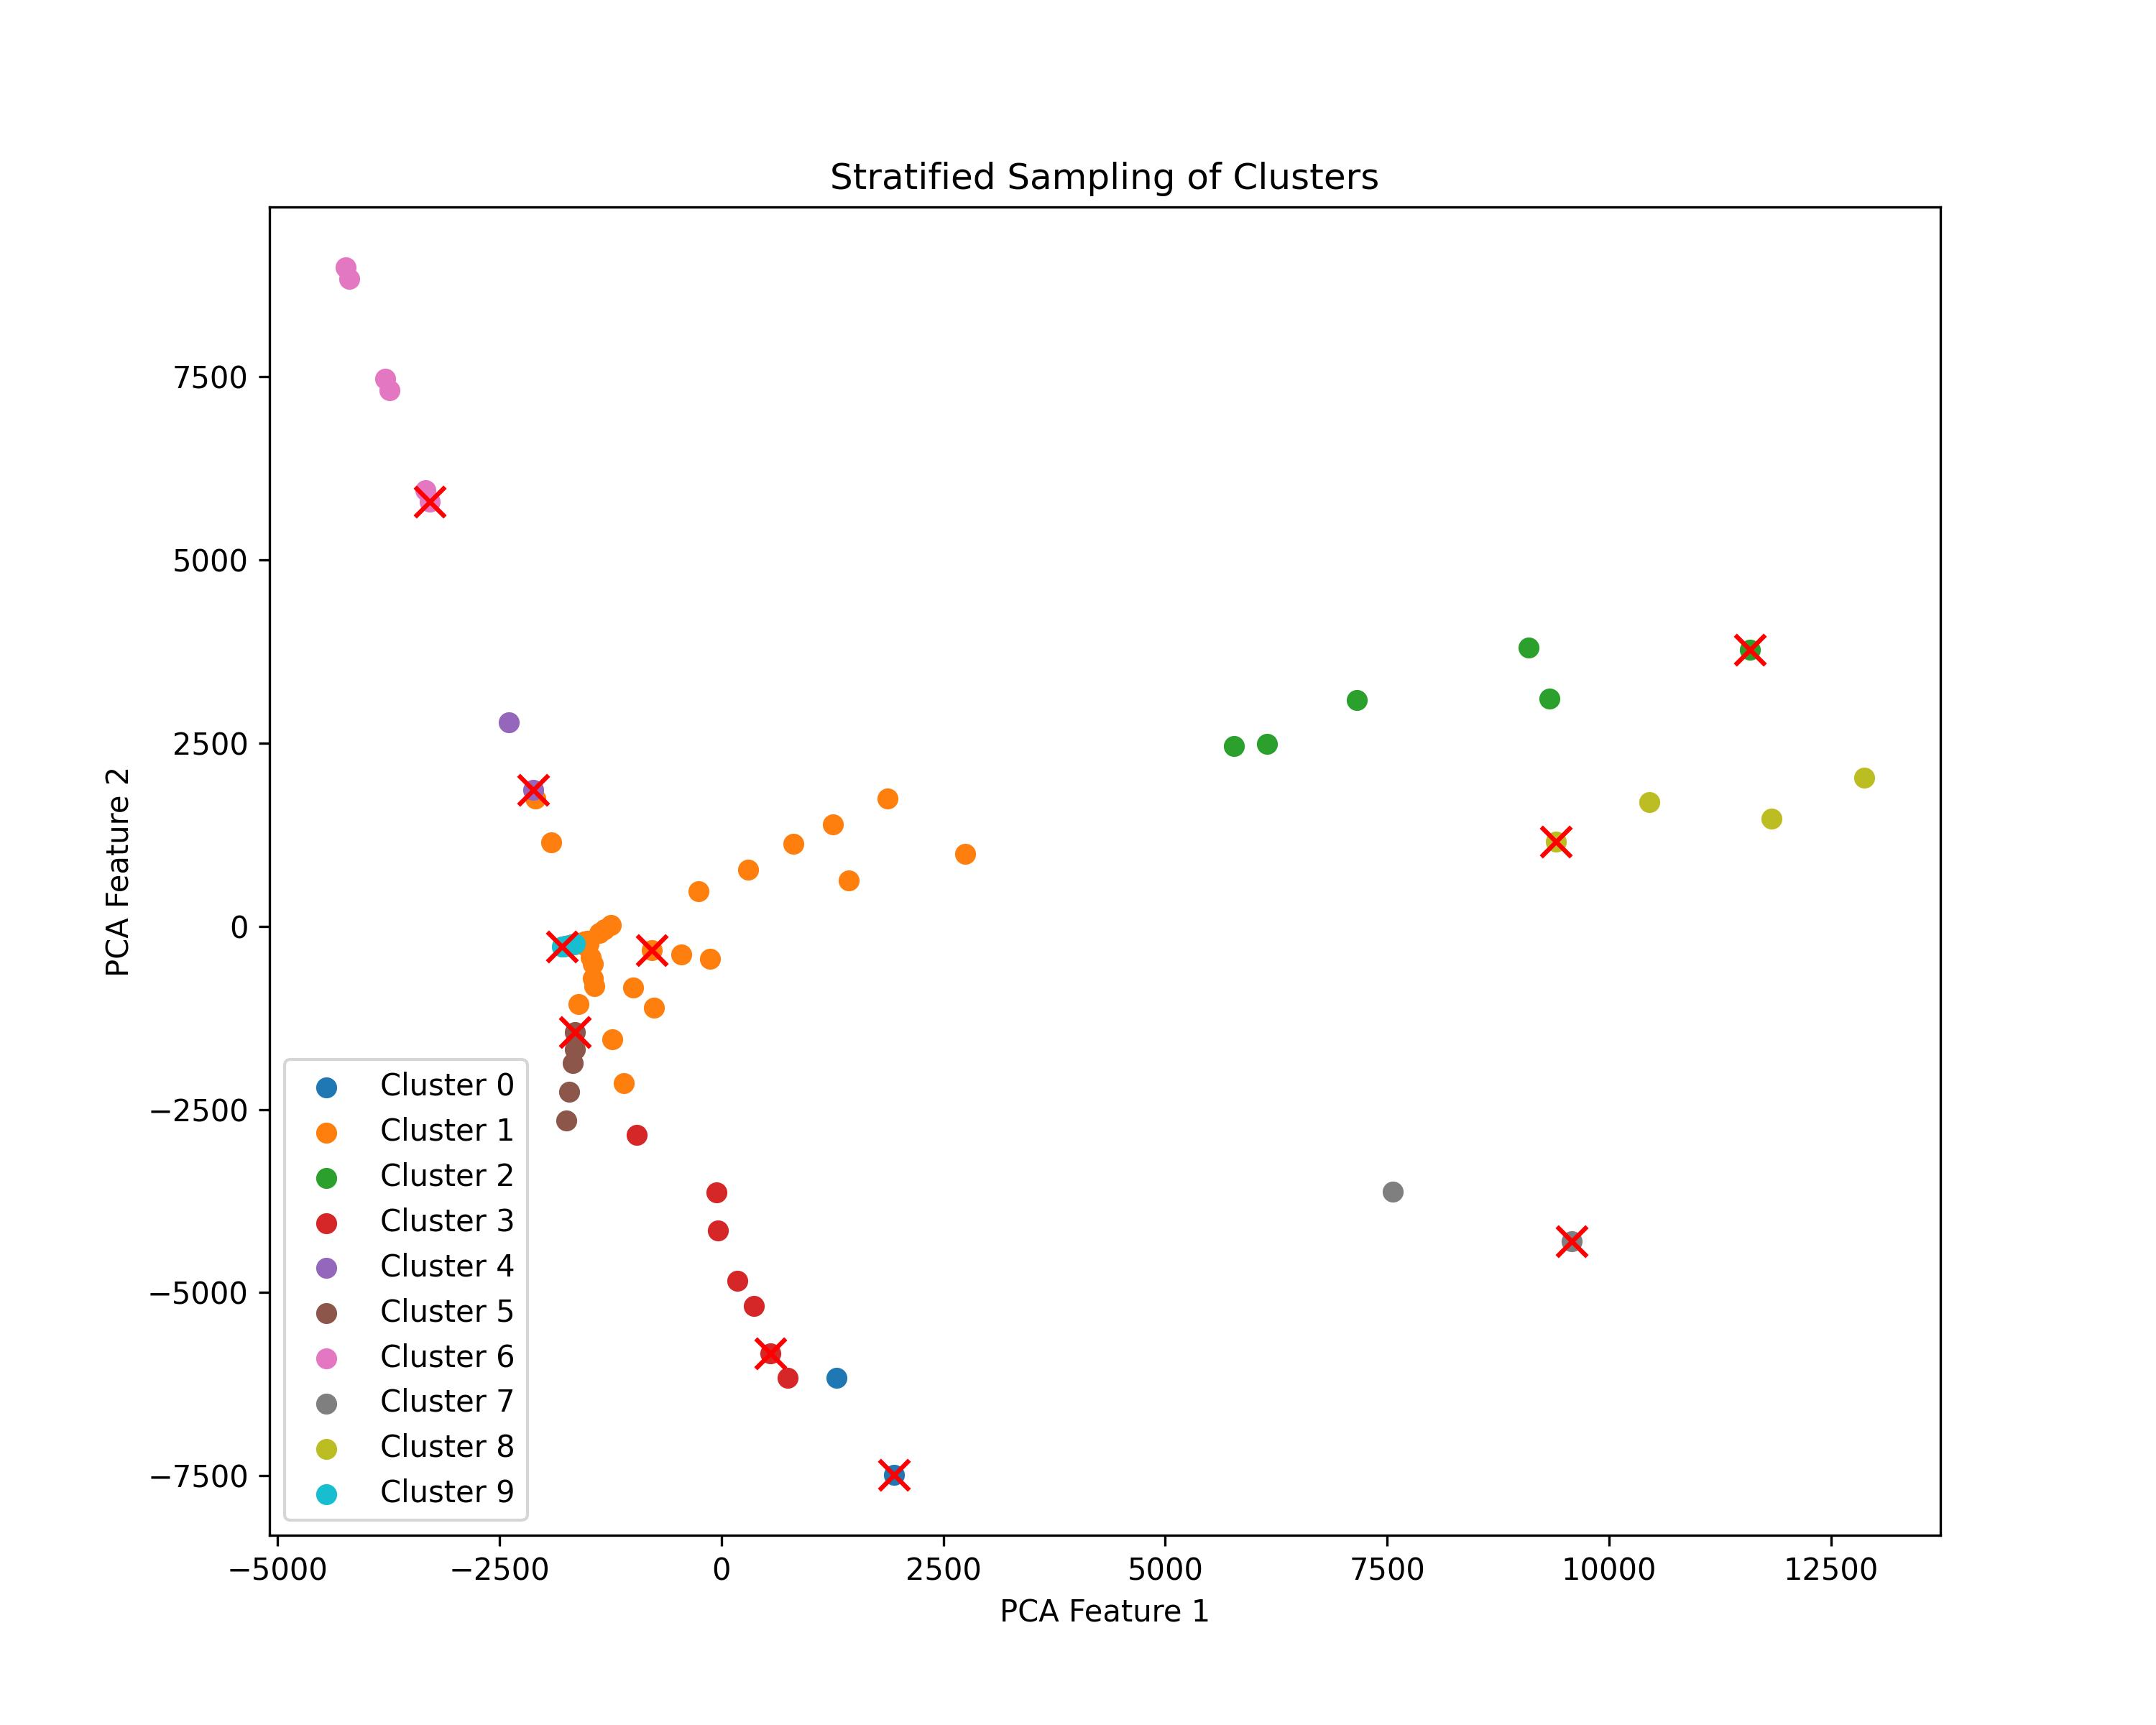 Stratified Sampling of Clusters
PCA Feature 2
7500
5000
2500
0
−2500
−5000
−7500
Cluster 0
Cluster 1
Cluster 2
Cluster 3
Cluster 4
Cluster 5
Cluster 6
Cluster 7
Cluster 8
Cluster 9
−5000 −2500 0 2500 5000 7500 10000 12500
PCA Feature 1